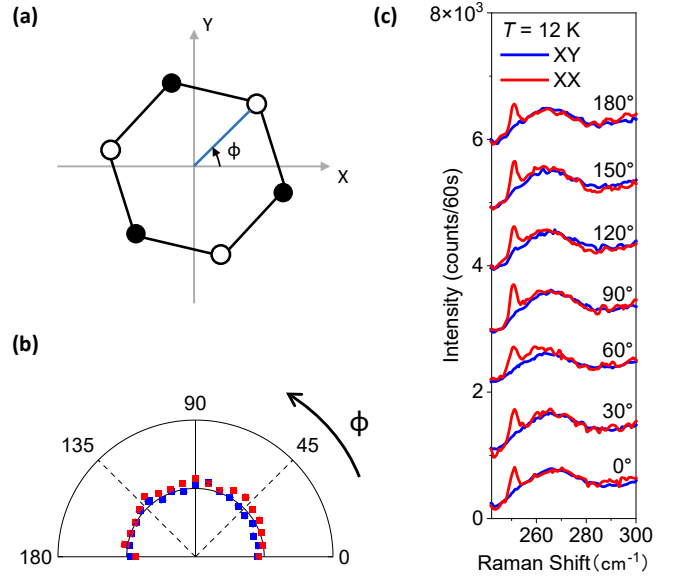 (a)
Y
ϕ
X
(b)
90
135
45
180
0
ϕ
(c)
8×10³
6
4
2
0
Intensity (counts/60s)
T = 12 K
XY
XX
180°
150°
120°
90°
60°
30°
0°
260
280
300
Raman Shift(cm⁻¹)